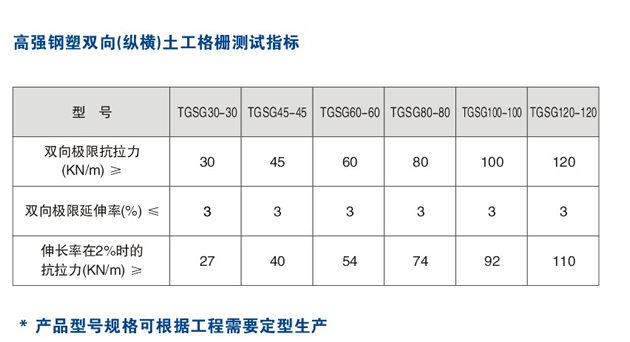 高强钢塑双向(纵横)土工格栅测试指标
型 号 TGSG30-30 TGSG45-45 TGSG60-60 TGSG80-80 TGSG100-100 TGSG120-120
双向极限抗拉力
(KN/m) ≥ 30 45 60 80 100 120
双向极限延伸率(%) ≤ 3 3 3 3 3 3
伸长率在2%时的
抗拉力(KN/m) ≥ 27 40 54 74 92 110
* 产品型号规格可根据工程需要定型生产